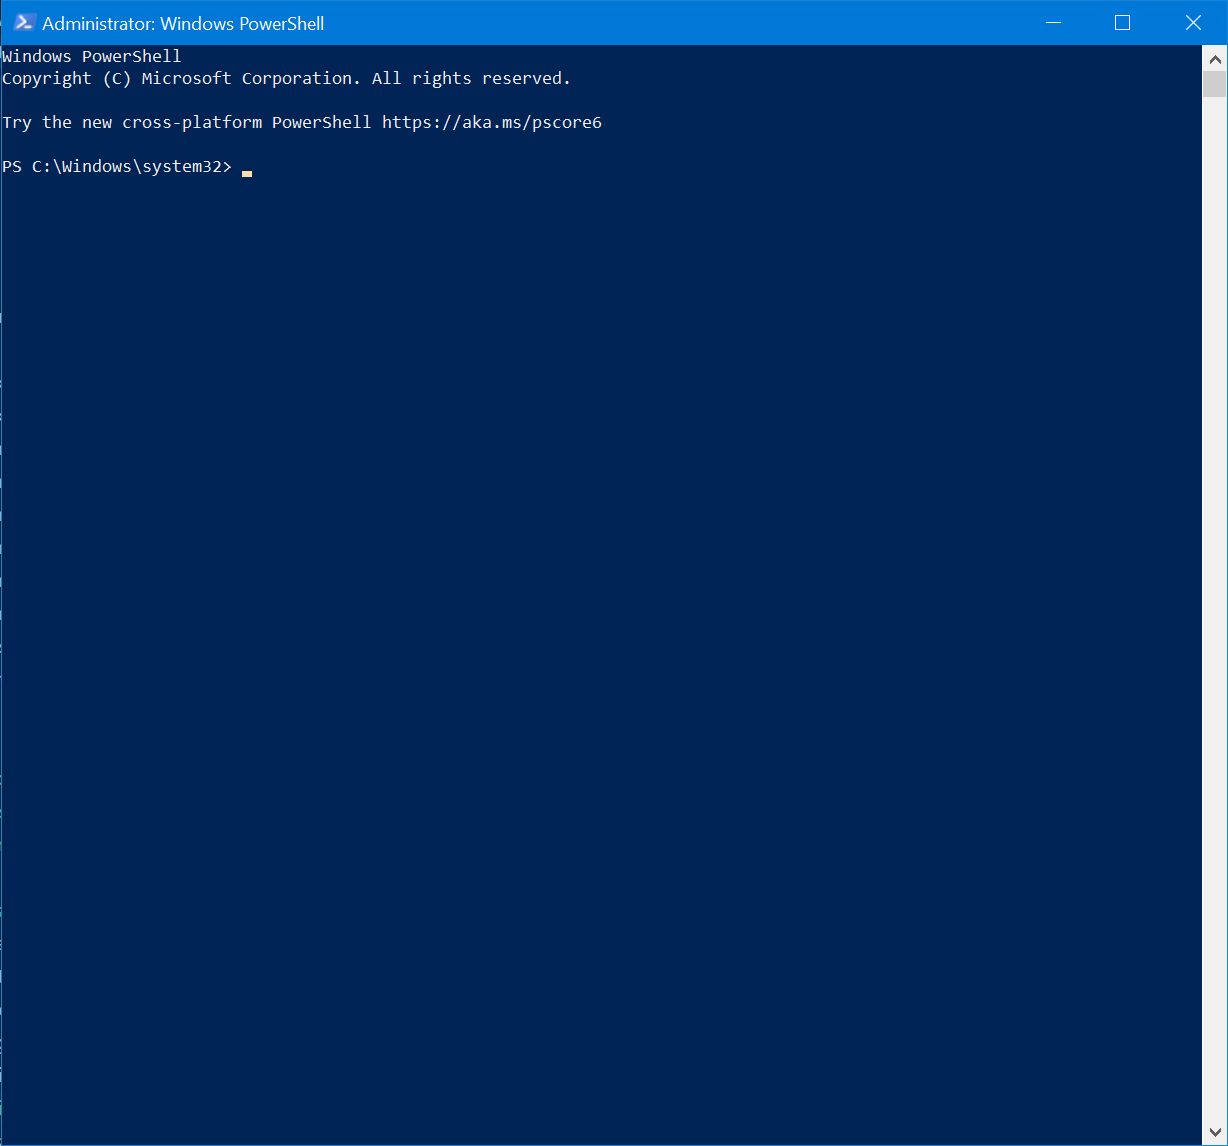 Administrator: Windows PowerShell
Windows PowerShell
Copyright (C) Microsoft Corporation. All rights reserved.
Try the new cross-platform PowerShell https://aka.ms/pscore6
PS C:\Windows\system32>